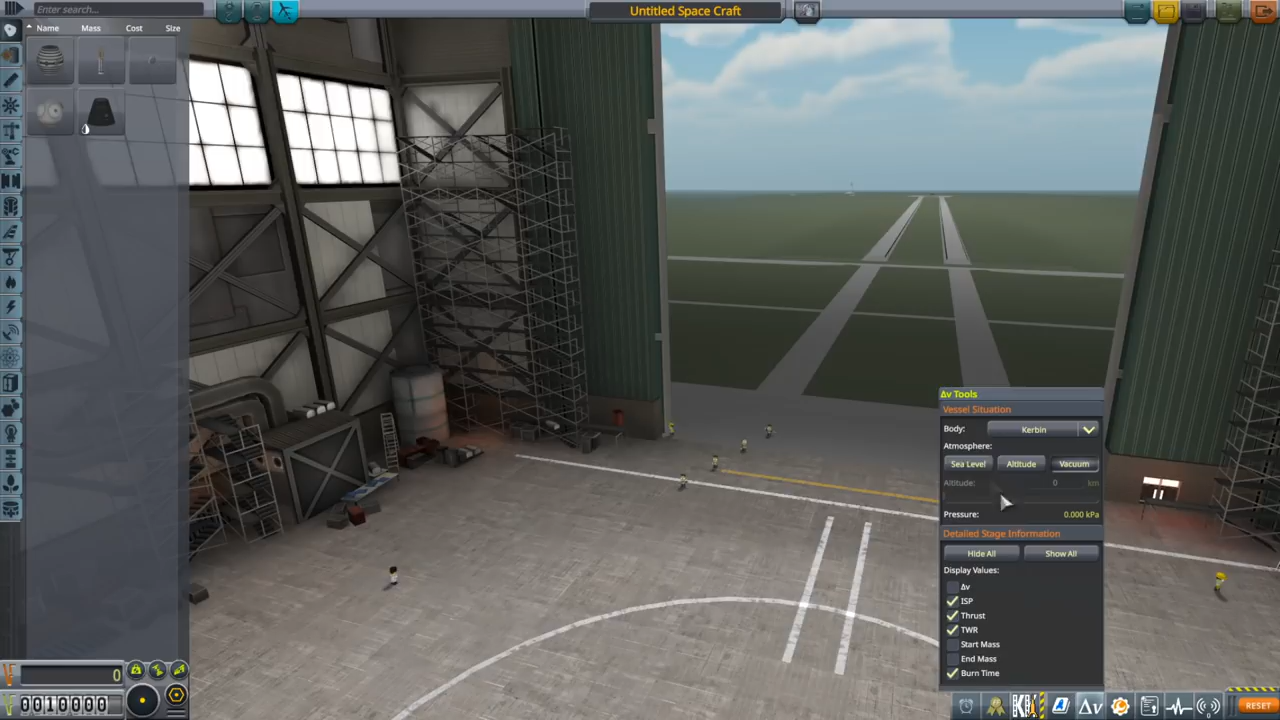 Enter search...
Untitled Space Craft
Name Mass Cost Size
Δv Tools
Vessel Situation
Body: Kerbin
Atmosphere:
Sea Level Altitude Vacuum
Altitude: 0 km
Pressure: 0.000 kPa
Detailed Stage Information
Hide All Show All
Display Values:
Δv
ISP
Thrust
TWR
Start Mass
End Mass
Burn Time
0
0010000
Δv
RESET